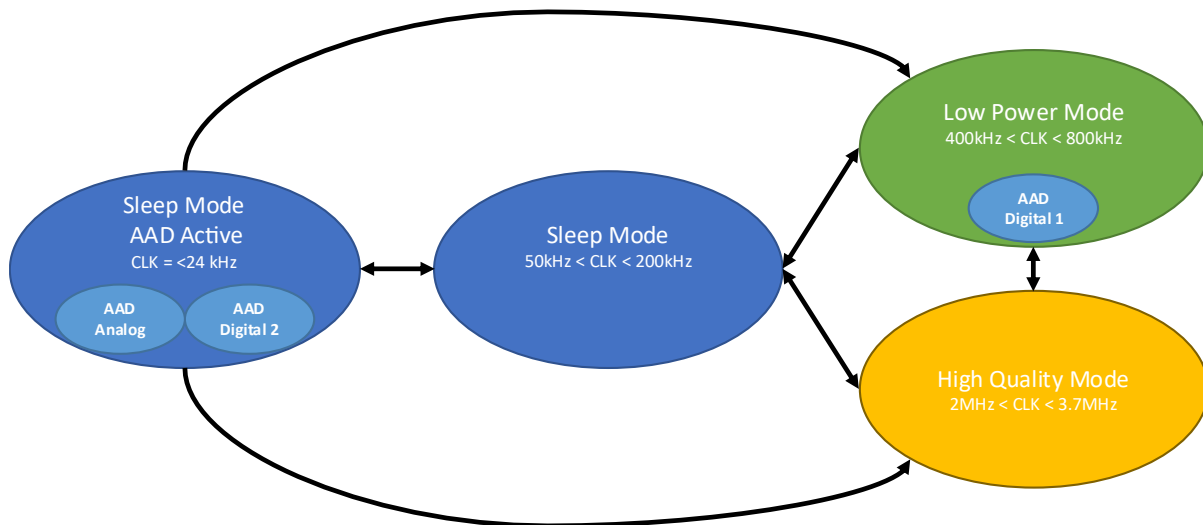 Sleep Mode
AAD Active
CLK = <24 kHz
AAD
Analog
AAD
Digital 2
Sleep Mode
50kHz < CLK < 200kHz
Low Power Mode
400kHz < CLK < 800kHz
AAD
Digital 1
High Quality Mode
2MHz < CLK < 3.7MHz